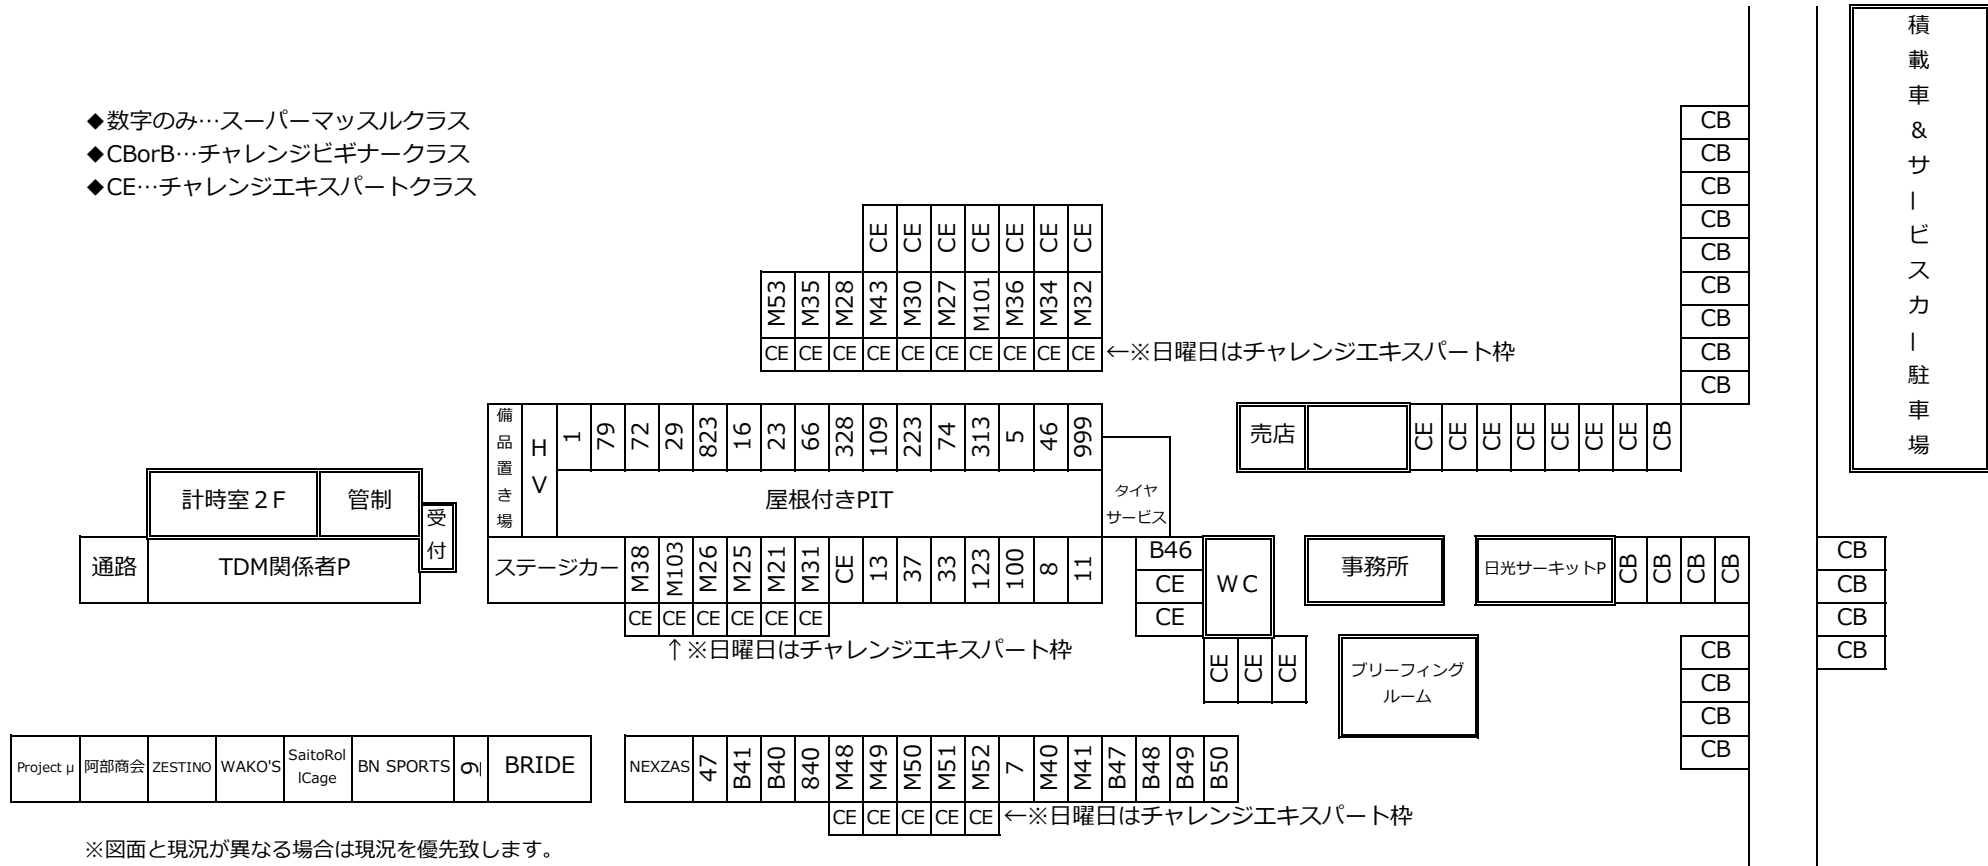 ◆数字のみ…スーパーマッスルクラス
◆CBorB…チャレンジビギナークラス
◆CE…チャレンジエキスパートクラス
積載車&サービスカー駐車場
CB
CB
CB
CB
CB
CB
CB
CB
CB
CE CE CE CE CE CE CE
M53 M35 M28 M43 M30 M27 M101 M36 M34 M32
CE CE CE CE CE CE CE CE CE CE ←※日曜日はチャレンジエキスパート枠
備品置き場
HV
1 79 72 29 823 16 23 66 328 109 223 74 313 5 46 999
屋根付きPIT
タイヤ
サービス
売店 CE CE CE CE CE CE CE CB
計時室2F 管制
受付
通路 TDM関係者P
ステージカー M38 M103 M26 M25 M21 M31 CE 13 37 33 123 100 8 11
CE CE CE CE CE CE
↑※日曜日はチャレンジエキスパート枠
B46
CE
CE
WC
CE CE CE
事務所
日光サーキットP CB CB CB CB
ブリーフィング
ルーム
CB
CB
CB
CB
CB
CB
CB
CB
Project μ 阿部商会 ZESTINO WAKO'S
SaitoRol
lCage
BN SPORTS 9 BRIDE
NEXZAS 47 B41 B40 840 M48 M49 M50 M51 M52 7 M40 M41 B47 B48 B49 B50
CE CE CE CE CE ←※日曜日はチャレンジエキスパート枠
※図面と現況が異なる場合は現況を優先致します。